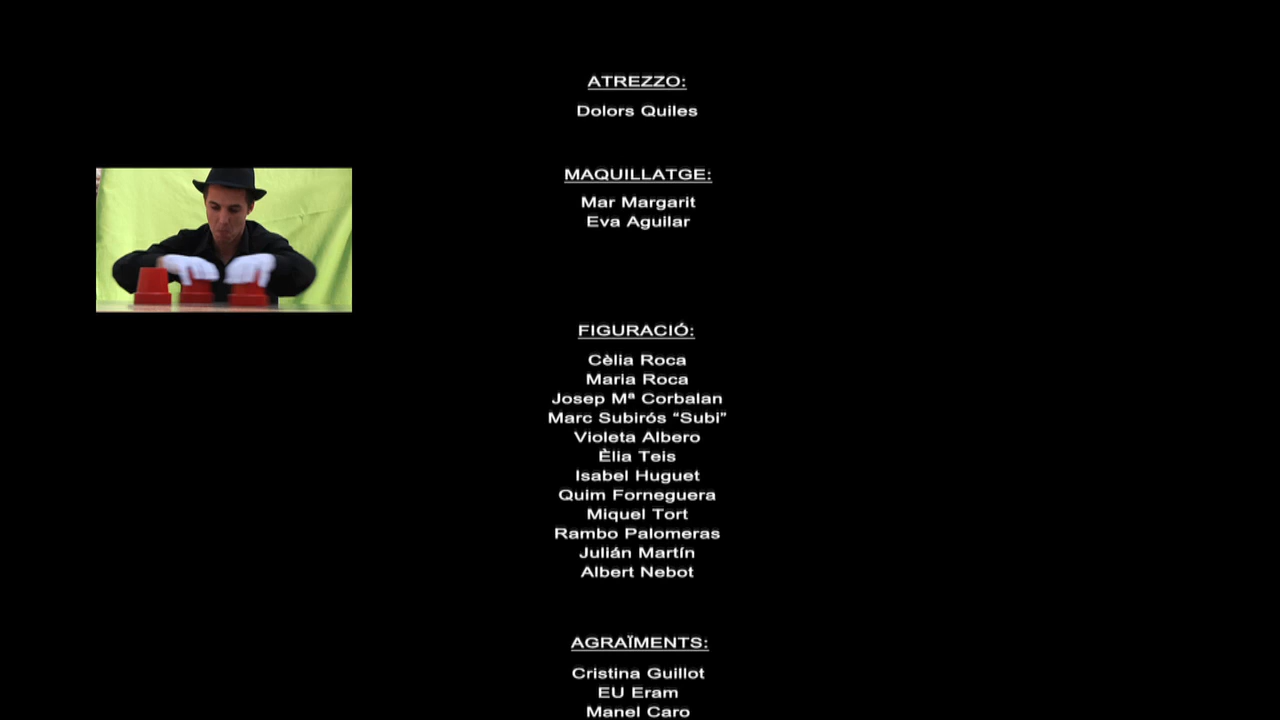 ATREZZO:
Dolors Quiles
MAQUILLATGE:
Mar Margarit
Eva Aguilar
FIGURACIÓ:
Cèlia Roca
Maria Roca
Josep Mª Corbalan
Marc Subirós “Subi”
Violeta Albero
Èlia Teis
Isabel Huguet
Quim Forneguera
Miquel Tort
Rambo Palomeras
Julián Martín
Albert Nebot
AGRAÏMENTS:
Cristina Guillot
EU Eram
Manel Caro